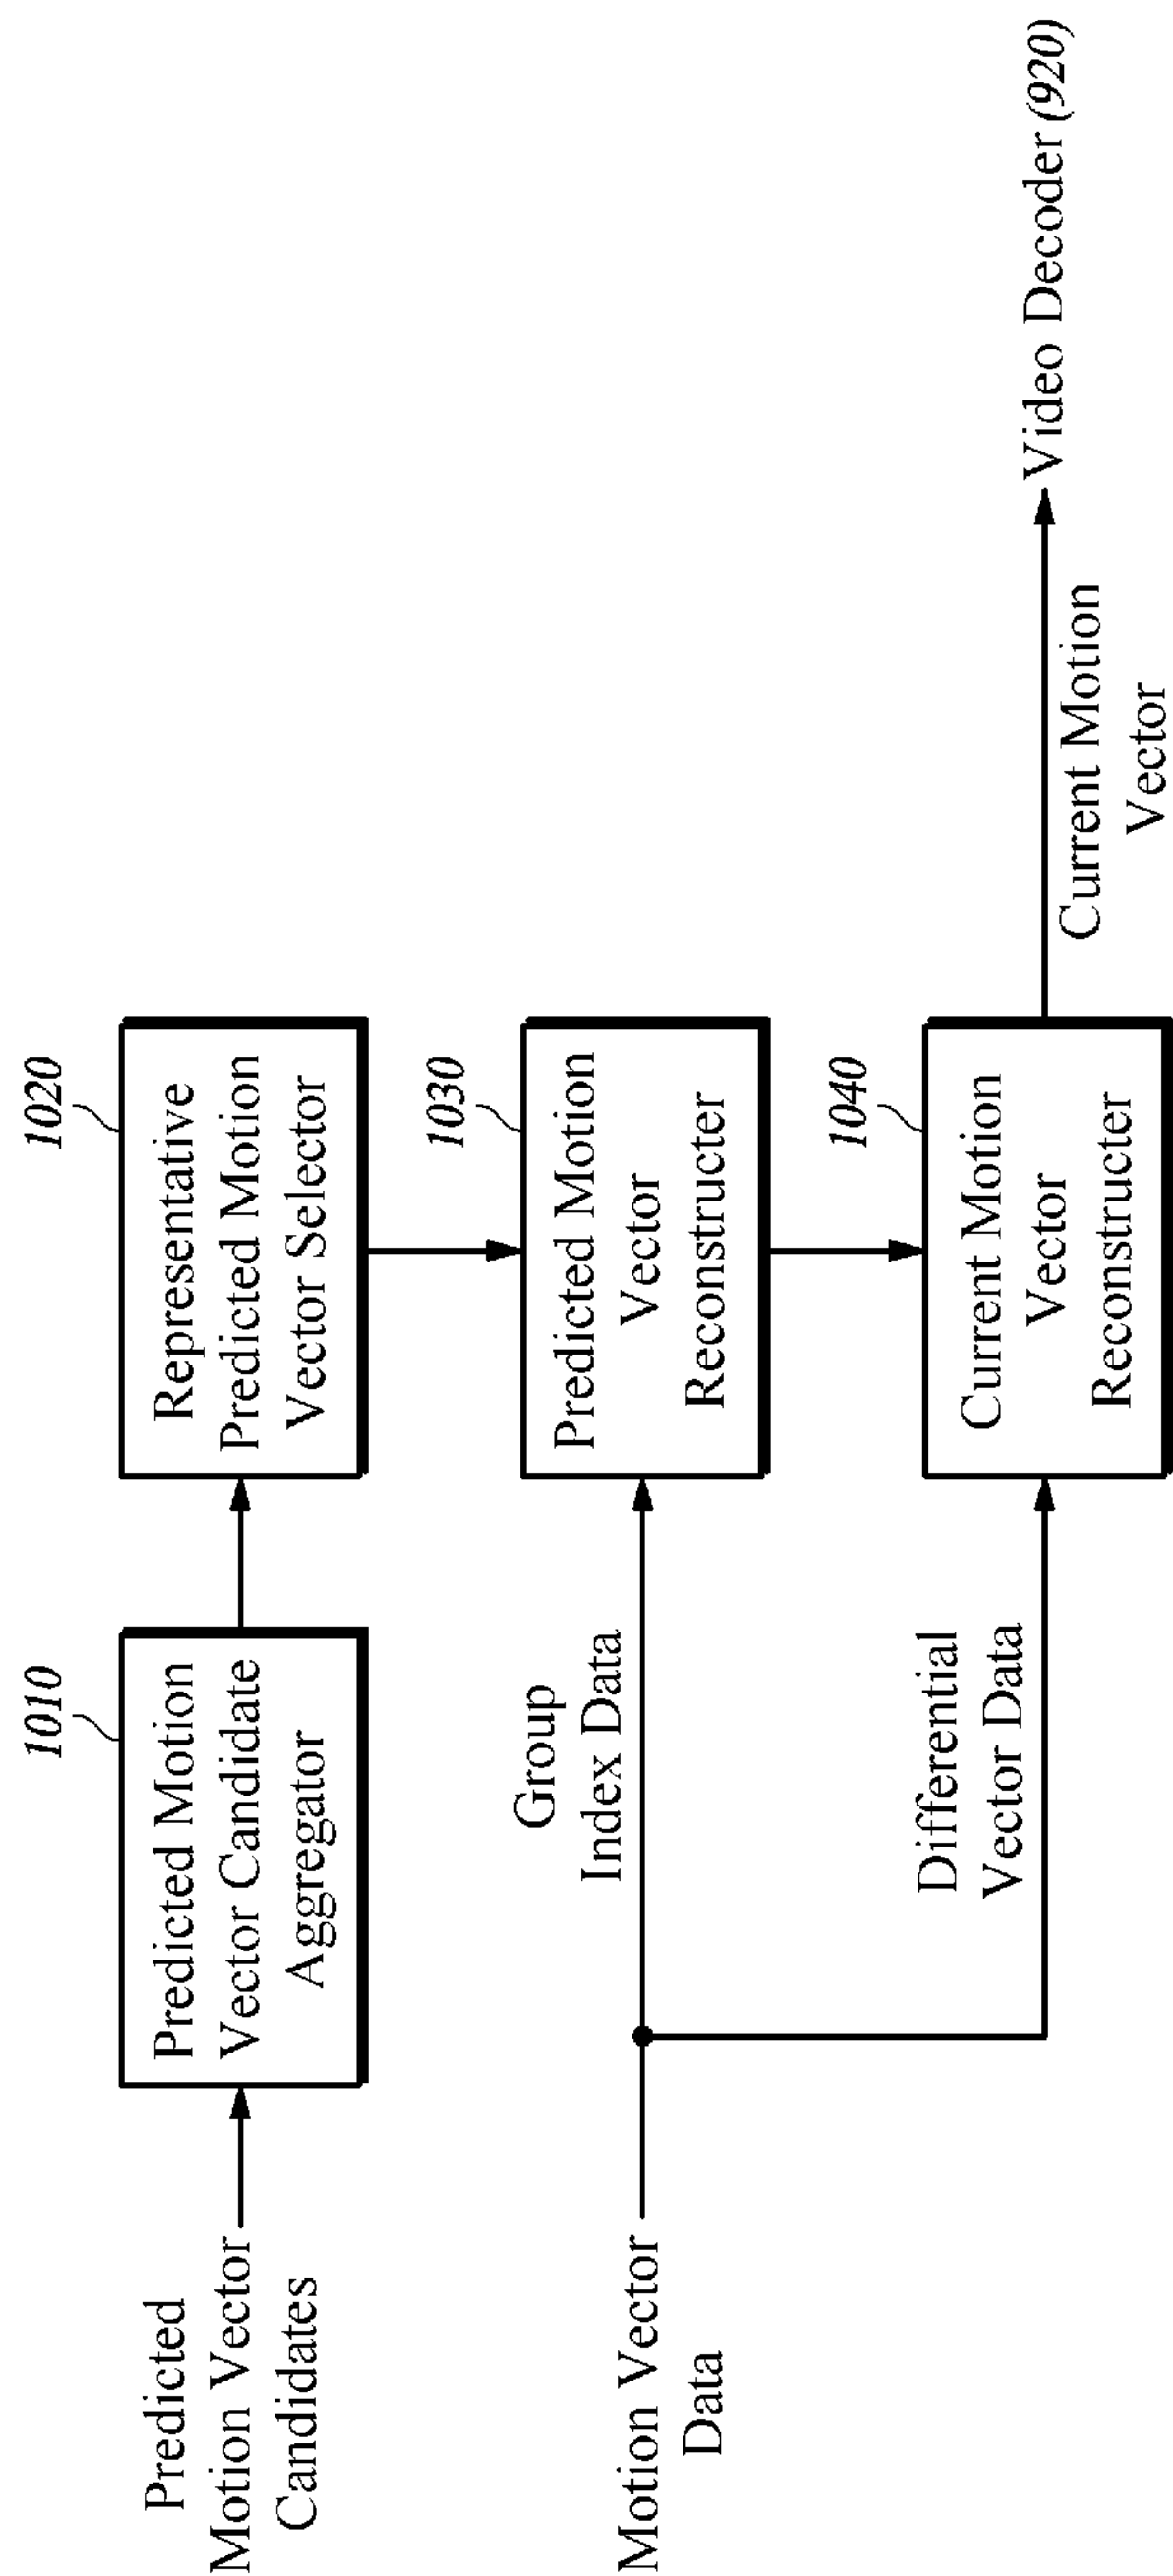 1010
1020
Predicted
Motion Vector
Candidates
Predicted Motion
Vector Candidate
Aggregator
Representative
Predicted Motion
Vector Selector
1030
Motion Vector
Data
Group
Index Data
Predicted Motion
Vector
Reconstructer
1040
Differential
Vector Data
Current Motion
Vector
Reconstructer
Video Decoder (920)
Current Motion
Vector